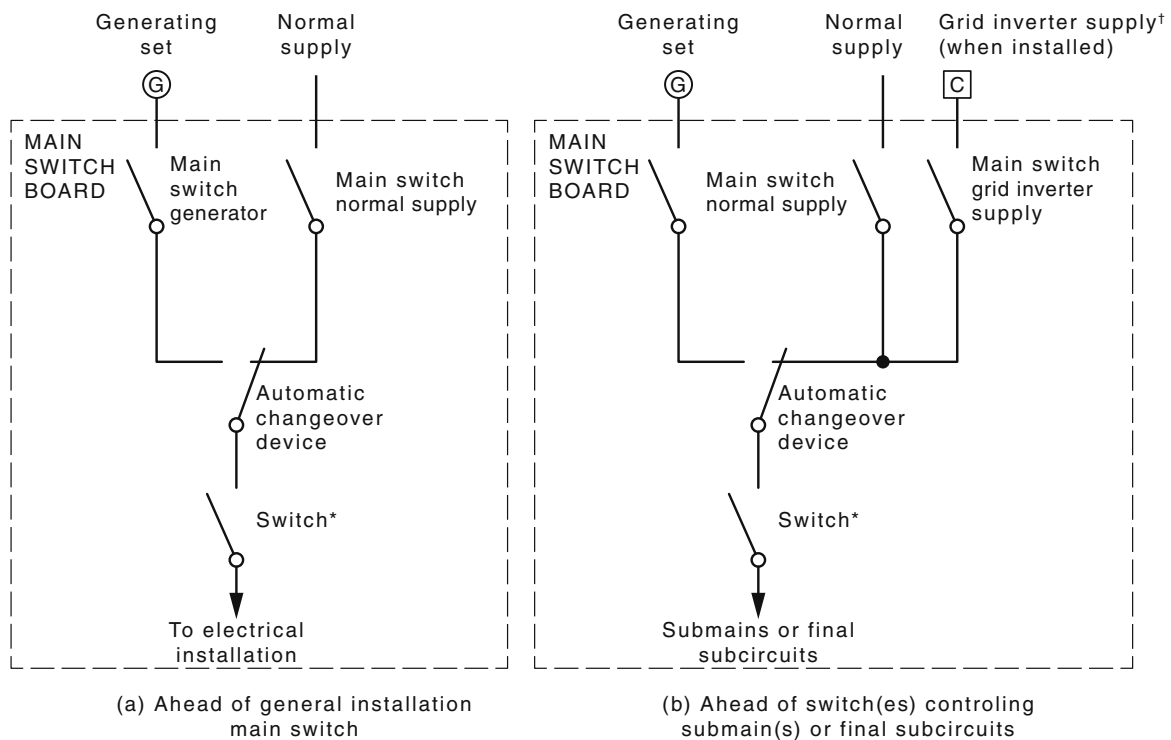 Generating
set
Normal
supply
G
MAIN
SWITCH
BOARD
Main
switch
generator
Main switch
normal supply
Automatic
changeover
device
Switch*
To electrical
installation
(a) Ahead of general installation
main switch
Generating
set
Normal
supply
Grid inverter supply†
(when installed)
G
C
MAIN
SWITCH
BOARD
Main switch
normal supply
Main switch
grid inverter
supply
Automatic
changeover
device
Switch*
Submains or final
subcircuits
(b) Ahead of switch(es) controling
submain(s) or final subcircuits